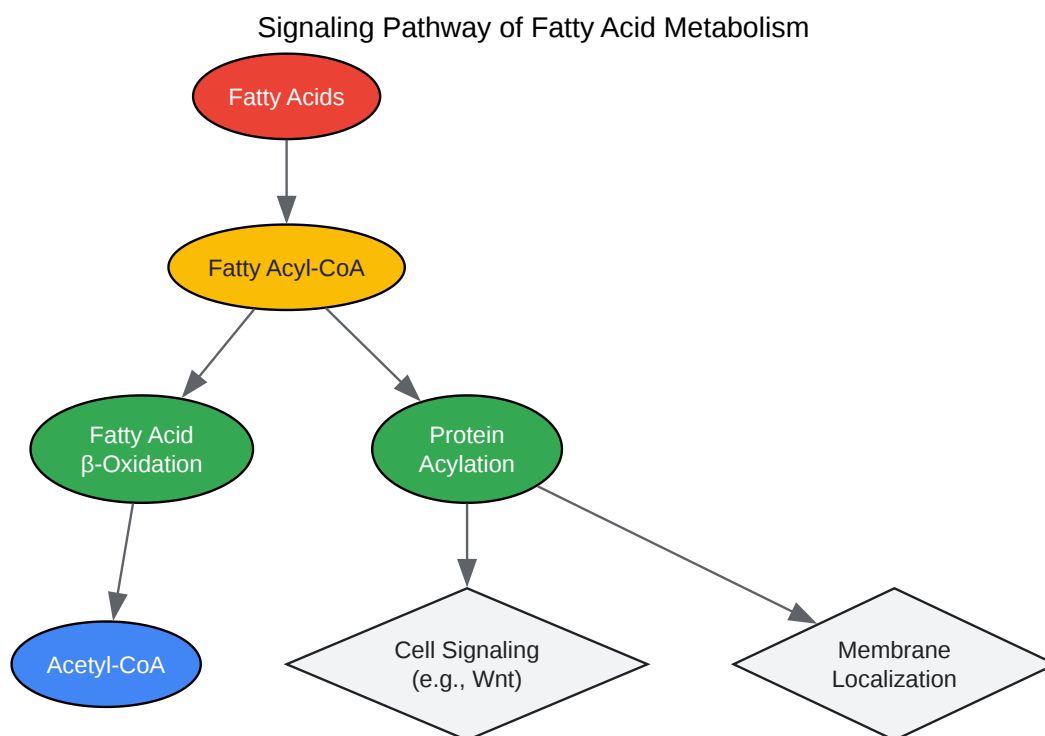 Signaling Pathway of Fatty Acid Metabolism
Fatty Acids
Fatty Acyl-CoA
Fatty Acid
β-Oxidation
Protein
Acylation
Acetyl-CoA
Cell Signaling
(e.g., Wnt)
Membrane
Localization